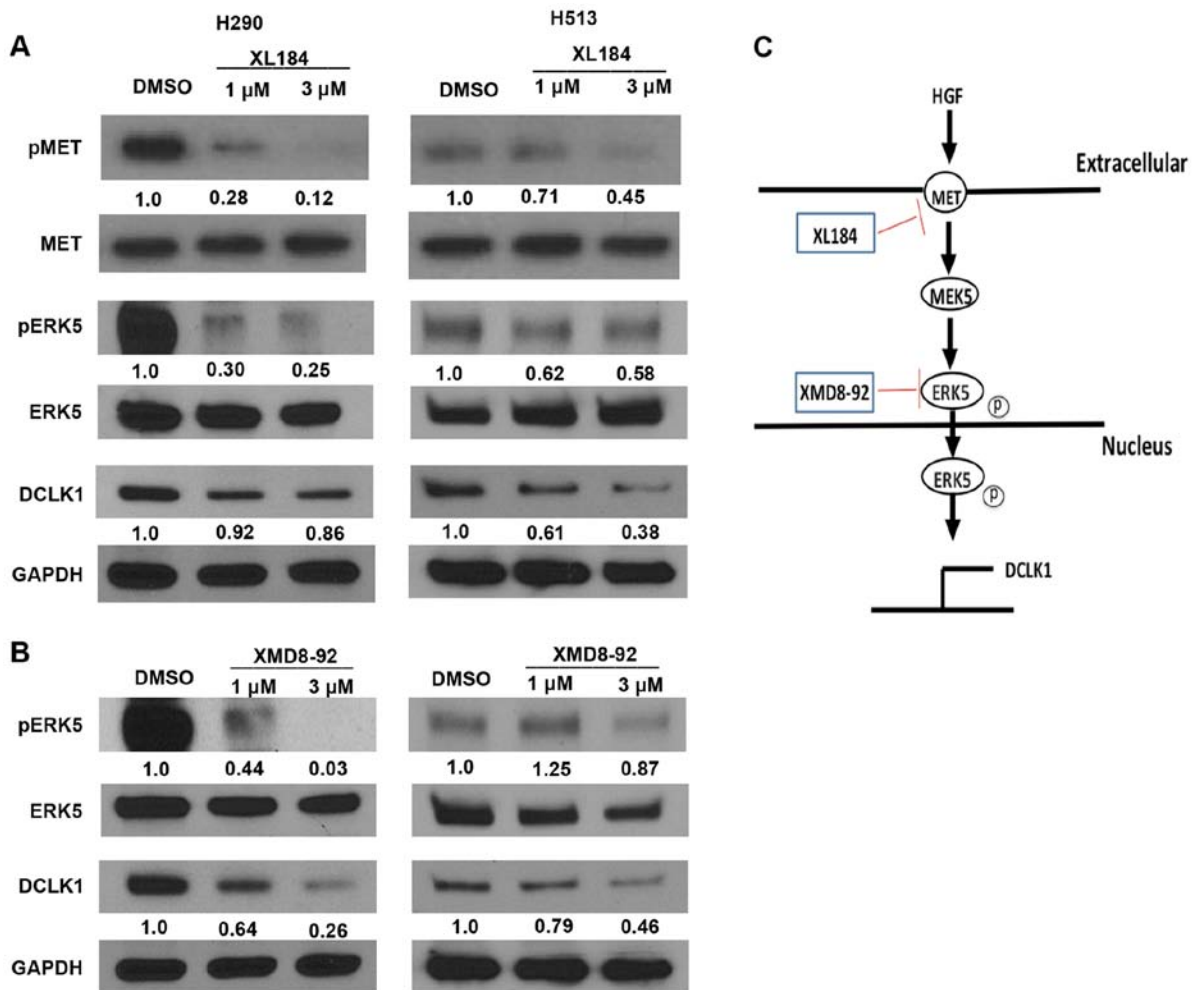 A
H290
H513
C
XL184
XL184
DMSO
1 µM
3 µM
DMSO
1 µM
3 µM
pMET
1.0 0.28 0.12
1.0 0.71 0.45
MET
pERK5
1.0 0.30 0.25
1.0 0.62 0.58
ERK5
DCLK1
1.0 0.92 0.86
1.0 0.61 0.38
GAPDH
B
XMD8-92
XMD8-92
DMSO
1 µM
3 µM
DMSO
1 µM
3 µM
pERK5
1.0 0.44 0.03
1.0 1.25 0.87
ERK5
DCLK1
1.0 0.64 0.26
1.0 0.79 0.46
GAPDH
HGF
Extracellular
MET
XL184
MEK5
XMD8-92
ERK5
P
Nucleus
ERK5
P
DCLK1